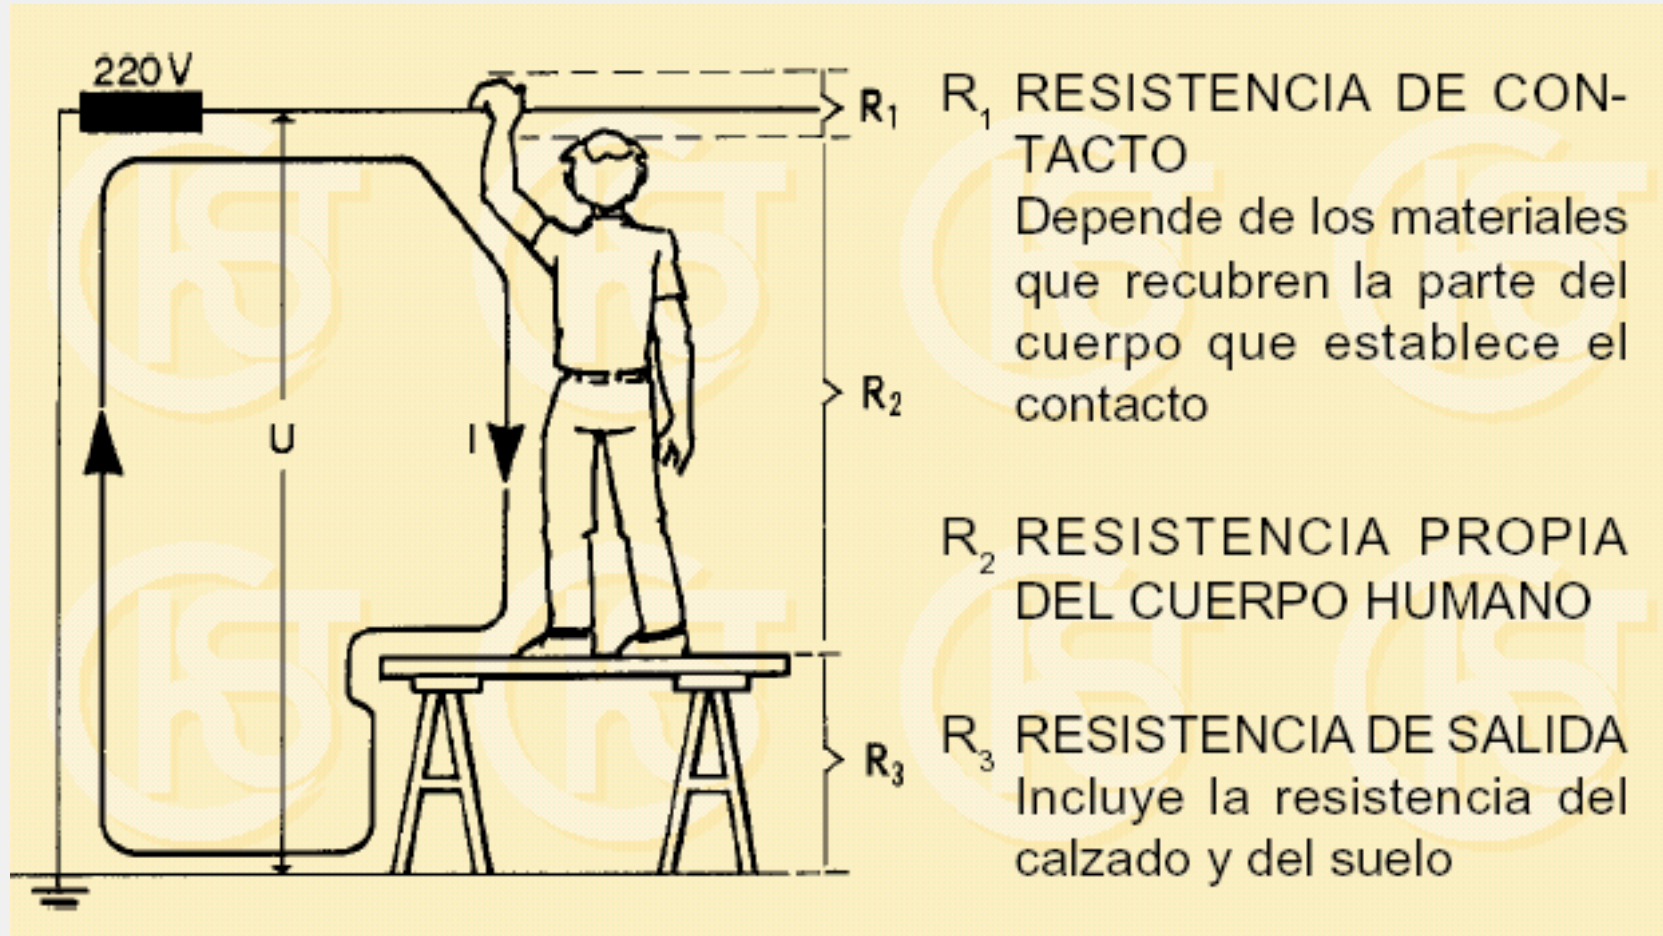 220V
R1
R2
R3
U
I
R1 RESISTENCIA DE CON-
TACTO
Depende de los materiales
que recubren la parte del
cuerpo que establece el
contacto
R2 RESISTENCIA PROPIA
DEL CUERPO HUMANO
R3 RESISTENCIA DE SALIDA
Incluye la resistencia del
calzado y del suelo